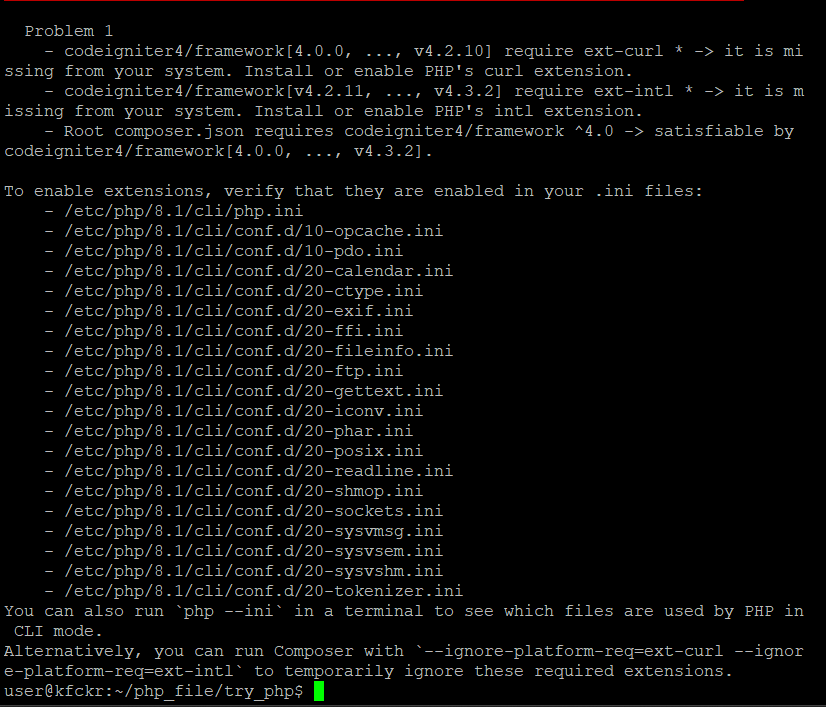 Problem 1
- codeigniter4/framework[4.0.0, ..., v4.2.10] require ext-curl * -> it is mi
ssing from your system. Install or enable PHP's curl extension.
- codeigniter4/framework[v4.2.11, ..., v4.3.2] require ext-intl * -> it is m
issing from your system. Install or enable PHP's intl extension.
- Root composer.json requires codeigniter4/framework ^4.0 -> satisfiable by
codeigniter4/framework[4.0.0, ..., v4.3.2].
To enable extensions, verify that they are enabled in your .ini files:
- /etc/php/8.1/cli/php.ini
- /etc/php/8.1/cli/conf.d/10-opcache.ini
- /etc/php/8.1/cli/conf.d/10-pdo.ini
- /etc/php/8.1/cli/conf.d/20-calendar.ini
- /etc/php/8.1/cli/conf.d/20-ctype.ini
- /etc/php/8.1/cli/conf.d/20-exif.ini
- /etc/php/8.1/cli/conf.d/20-ffi.ini
- /etc/php/8.1/cli/conf.d/20-fileinfo.ini
- /etc/php/8.1/cli/conf.d/20-ftp.ini
- /etc/php/8.1/cli/conf.d/20-gettext.ini
- /etc/php/8.1/cli/conf.d/20-iconv.ini
- /etc/php/8.1/cli/conf.d/20-phar.ini
- /etc/php/8.1/cli/conf.d/20-posix.ini
- /etc/php/8.1/cli/conf.d/20-readline.ini
- /etc/php/8.1/cli/conf.d/20-shmop.ini
- /etc/php/8.1/cli/conf.d/20-sockets.ini
- /etc/php/8.1/cli/conf.d/20-sysvmsg.ini
- /etc/php/8.1/cli/conf.d/20-sysvsem.ini
- /etc/php/8.1/cli/conf.d/20-sysvshm.ini
- /etc/php/8.1/cli/conf.d/20-tokenizer.ini
You can also run `php --ini` in a terminal to see which files are used by PHP in
CLI mode.
Alternatively, you can run Composer with `--ignore-platform-req=ext-curl --ignor
e-platform-req=ext-intl` to temporarily ignore these required extensions.
user@kfckr:~/php_file/try_php$